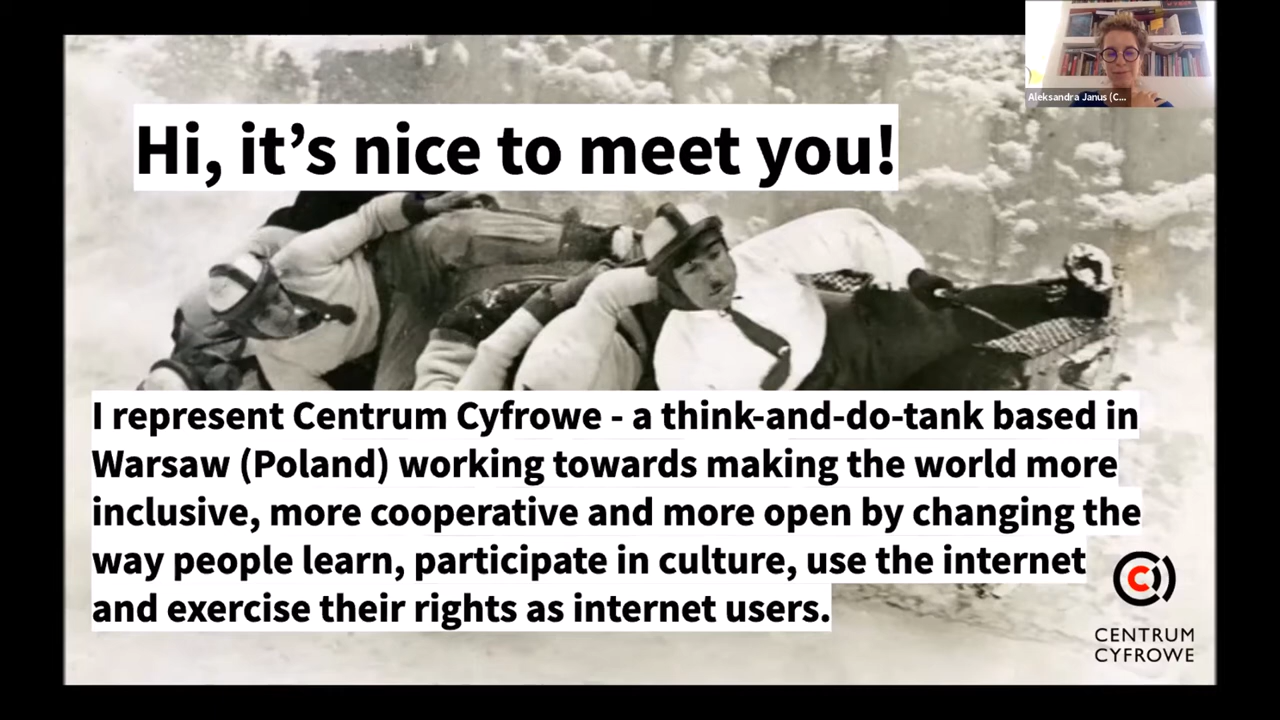 Aleksandra Janus (C...
Hi, it’s nice to meet you!
I represent Centrum Cyfrowe - a think-and-do-tank based in
Warsaw (Poland) working towards making the world more
inclusive, more cooperative and more open by changing the
way people learn, participate in culture, use the internet
and exercise their rights as internet users.
CENTRUM
CYFROWE